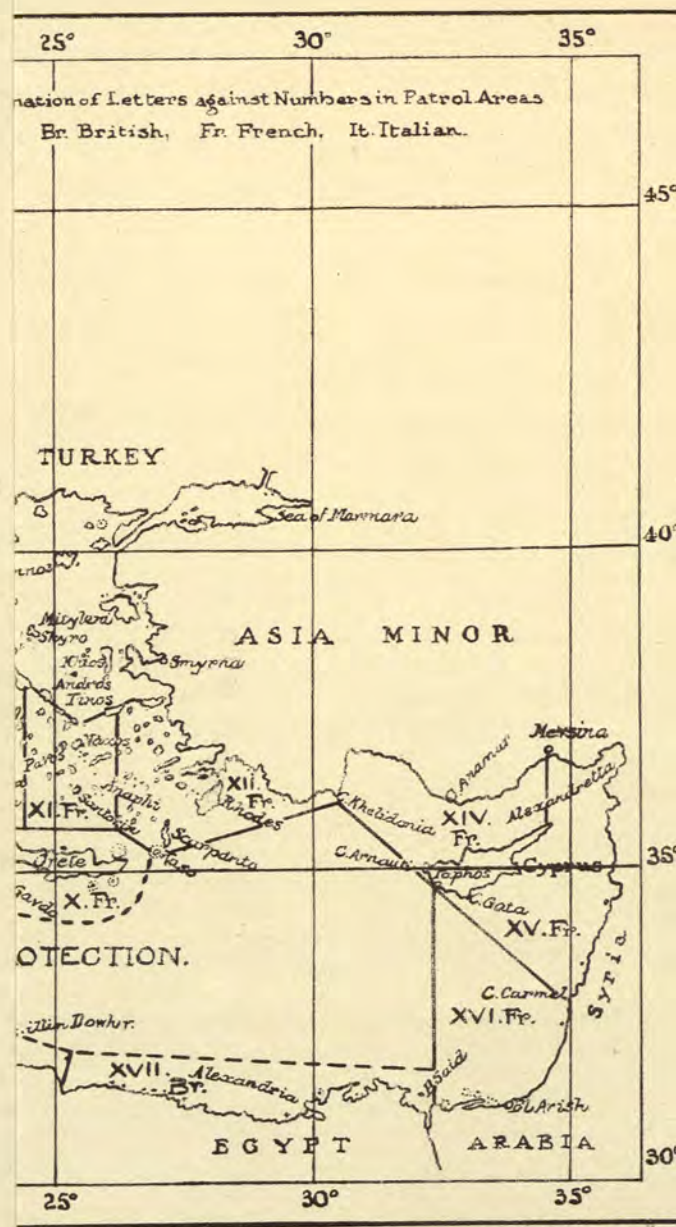 25° 30° 35°
nation of Letters against Numbers in Patrol Areas
Br. British, Fr. French, It. Italian.
45°
TURKEY
Sea of Marmara
40°
Skyro
ASIA MINOR
Smyrna
Andros
Tinos
Mersina
Naxos
Paros
Anamur
Anaphi
XII.
Fr.
Rhodes
XI. Fr.
C. Khelidonia
XIV.
Fr.
Alexandretta
Santorin
Scarpanto
Kaso
C. Arnauti
35°
Crete
Paphos
Cyprus
Gavdo
X. Fr.
C. Gata
XV. Fr.
OTECTION.
Syria
C. Carmel
XVI. Fr.
XVII.
Br.
Alexandria
P. Said
El Arish
EGYPT
ARABIA
30°
25° 30° 35°